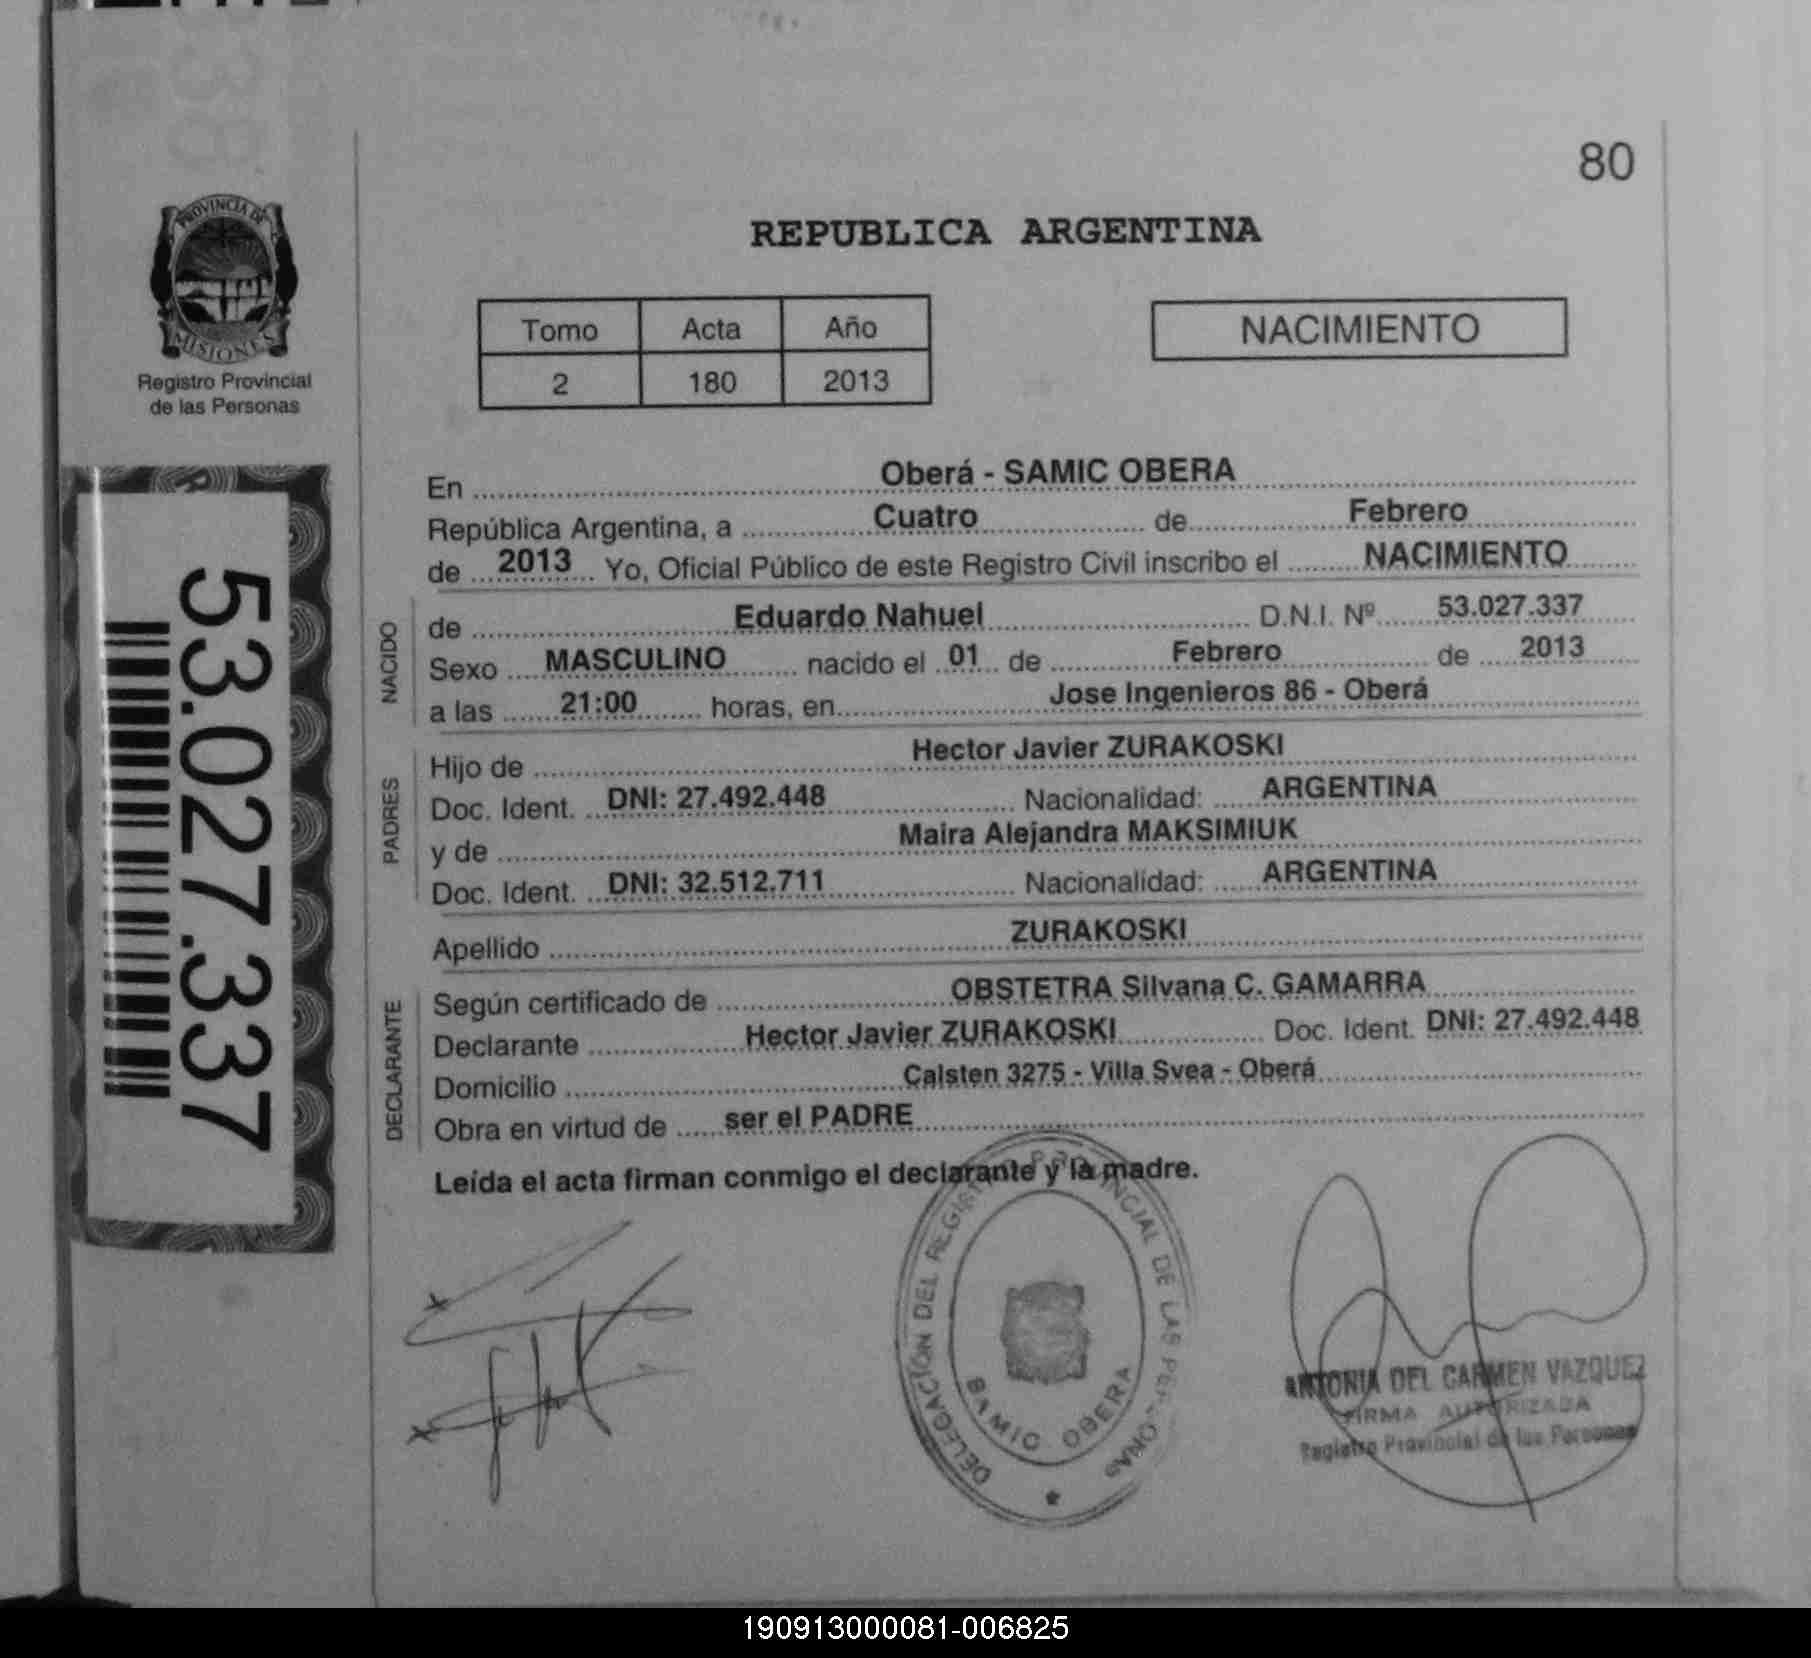 80
PROVINCIA DE
MISIONES
Registro Provincial
de las Personas
REPUBLICA ARGENTINA
Tomo Acta Año
2 180 2013
NACIMIENTO
53.027.337
En Oberá - SAMIC OBERA
República Argentina, a Cuatro de Febrero
de 2013 Yo, Oficial Público de este Registro Civil inscribo el NACIMIENTO
NACIDO
de Eduardo Nahuel D.N.I. Nº 53.027.337
Sexo MASCULINO nacido el 01 de Febrero de 2013
a las 21:00 horas, en Jose Ingenieros 86 - Oberá
PADRES
Hijo de Hector Javier ZURAKOSKI
Doc. Ident. DNI: 27.492.448 Nacionalidad: ARGENTINA
y de Maira Alejandra MAKSIMIUK
Doc. Ident. DNI: 32.512.711 Nacionalidad: ARGENTINA
Apellido ZURAKOSKI
DECLARANTE
Según certificado de OBSTETRA Silvana C. GAMARRA
Declarante Hector Javier ZURAKOSKI Doc. Ident. DNI: 27.492.448
Domicilio Calsten 3275 - Villa Svea - Oberá
Obra en virtud de ser el PADRE
Leída el acta firman conmigo el declarante y la madre.
DELEGACIÓN DEL REGISTRO PROVINCIAL DE LAS PERSONAS
SAMIC OBERA
ANTONIA DEL CARMEN VAZQUEZ
FIRMA AUTORIZADA
Registro Provincial de las Personas
190913000081-006825